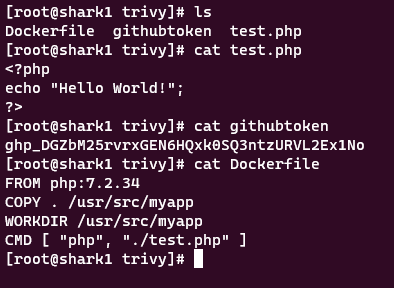 [root@shark1 trivy]# ls
Dockerfile  githubtoken  test.php
[root@shark1 trivy]# cat test.php
<?php
echo "Hello World!";
?>
[root@shark1 trivy]# cat githubtoken
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
[root@shark1 trivy]# cat Dockerfile
FROM php:7.2.34
COPY . /usr/src/myapp
WORKDIR /usr/src/myapp
CMD [ "php", "./test.php" ]
[root@shark1 trivy]#